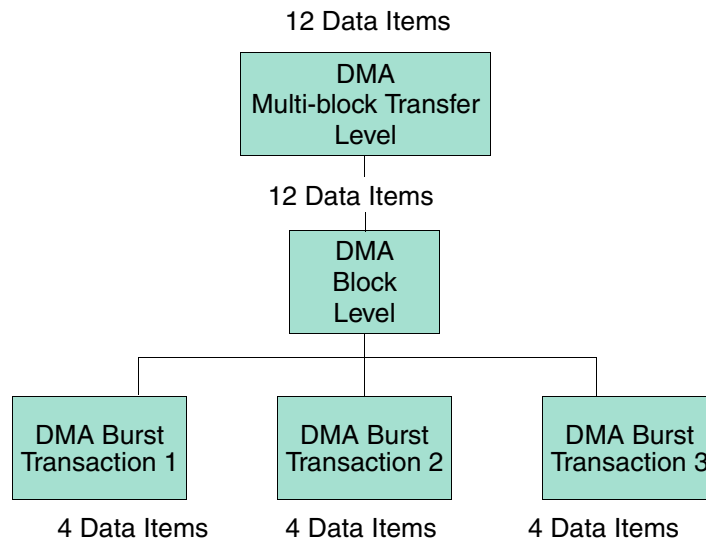 12 Data Items
DMA
Multi-block Transfer
Level
12 Data Items
DMA
Block
Level
DMA Burst
Transaction 1
DMA Burst
Transaction 2
DMA Burst
Transaction 3
4 Data Items
4 Data Items
4 Data Items